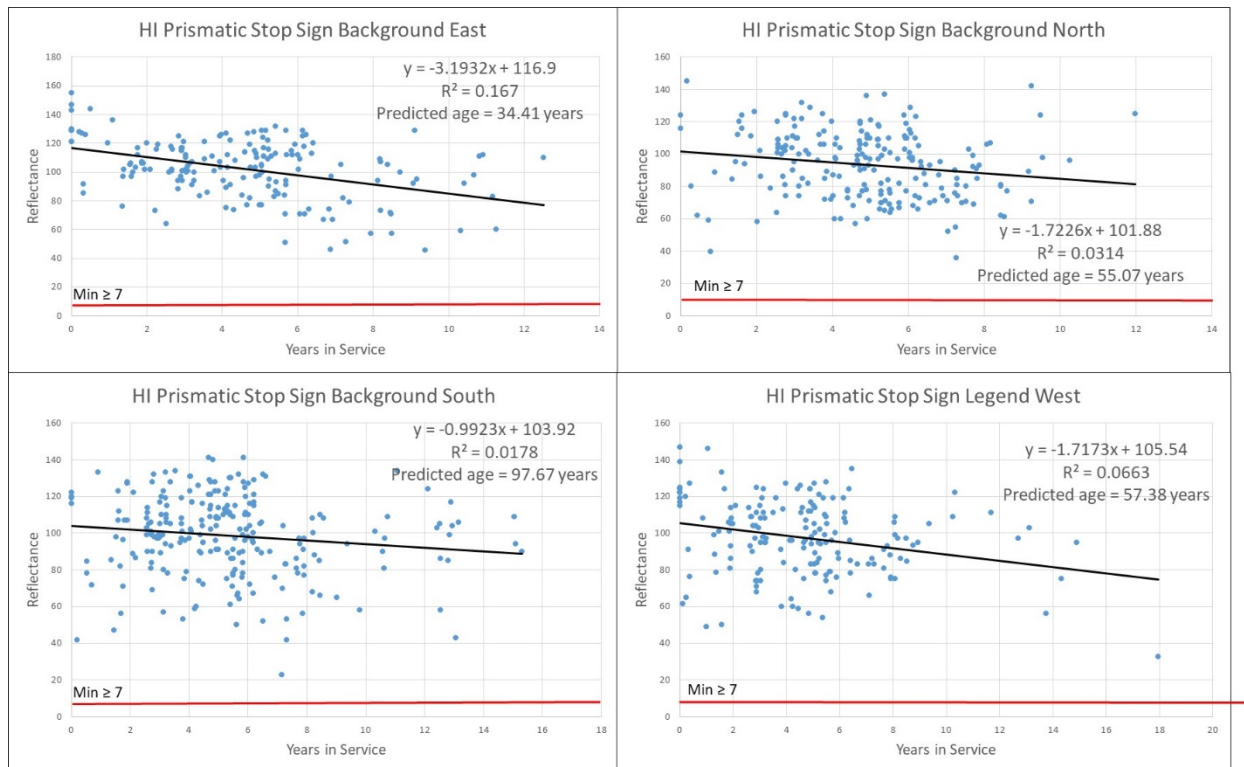 HI Prismatic Stop Sign Background East
y = -3.1932x + 116.9
R² = 0.167
Predicted age = 34.41 years
180
160
140
120
100
80
60
40
20
0
Reflectance
Min ≥ 7
0 2 4 6 8 10 12 14
Years in Service
HI Prismatic Stop Sign Background North
160
140
120
100
80
60
40
20
0
Reflectance
y = -1.7226x + 101.88
R² = 0.0314
Predicted age = 55.07 years
Min ≥ 7
0 2 4 6 8 10 12 14
Years in Service
HI Prismatic Stop Sign Background South
y = -0.9923x + 103.92
R² = 0.0178
Predicted age = 97.67 years
160
140
120
100
80
60
40
20
0
Reflectance
Min ≥ 7
0 2 4 6 8 10 12 14 16 18
Years in Service
HI Prismatic Stop Sign Legend West
y = -1.7173x + 105.54
R² = 0.0663
Predicted age = 57.38 years
160
140
120
100
80
60
40
20
0
Reflectance
Min ≥ 7
0 2 4 6 8 10 12 14 16 18 20
Years in Service